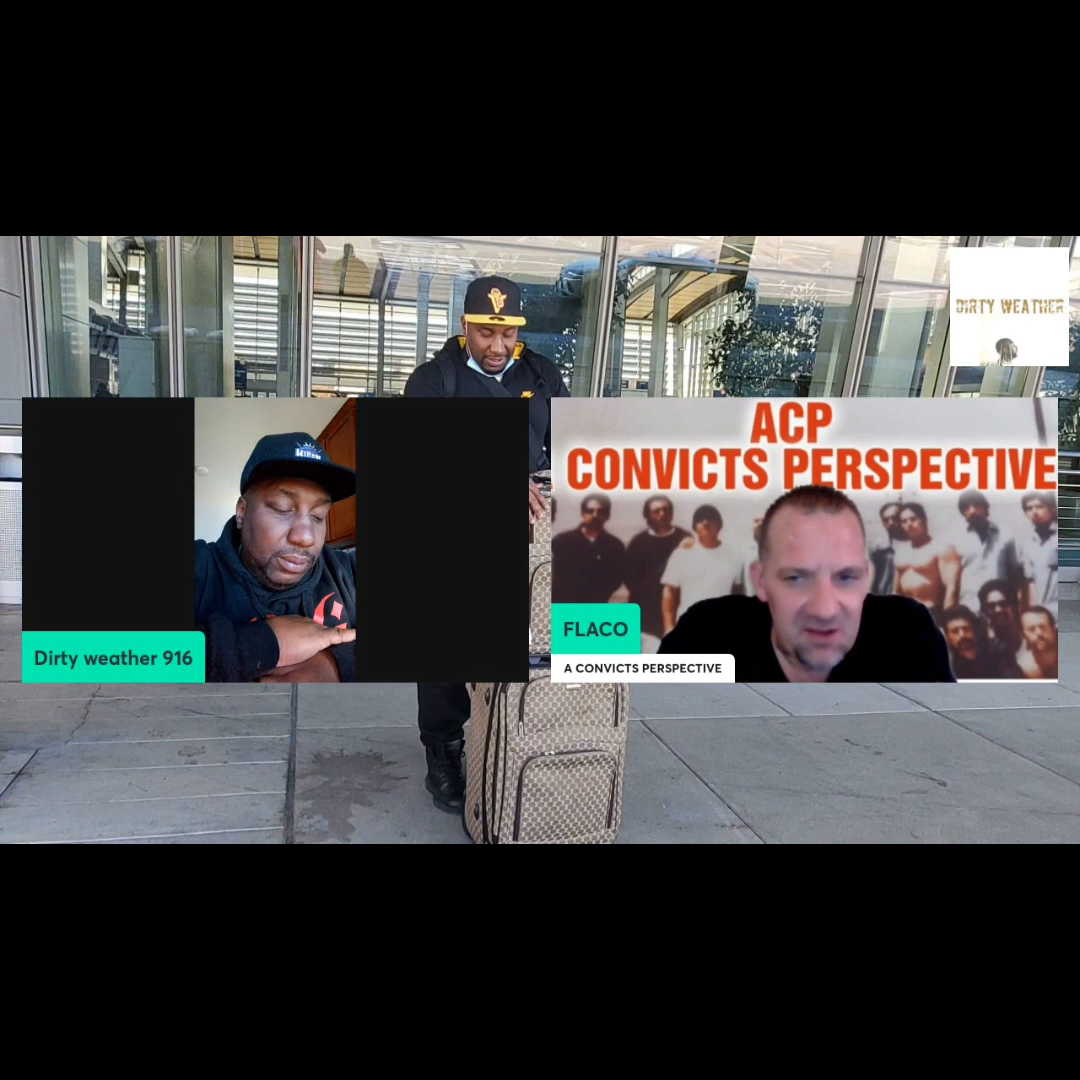 DIRTY WEATHER
ACP
CONVICTS PERSPECTIVE
Dirty weather 916
FLACO
A CONVICTS PERSPECTIVE